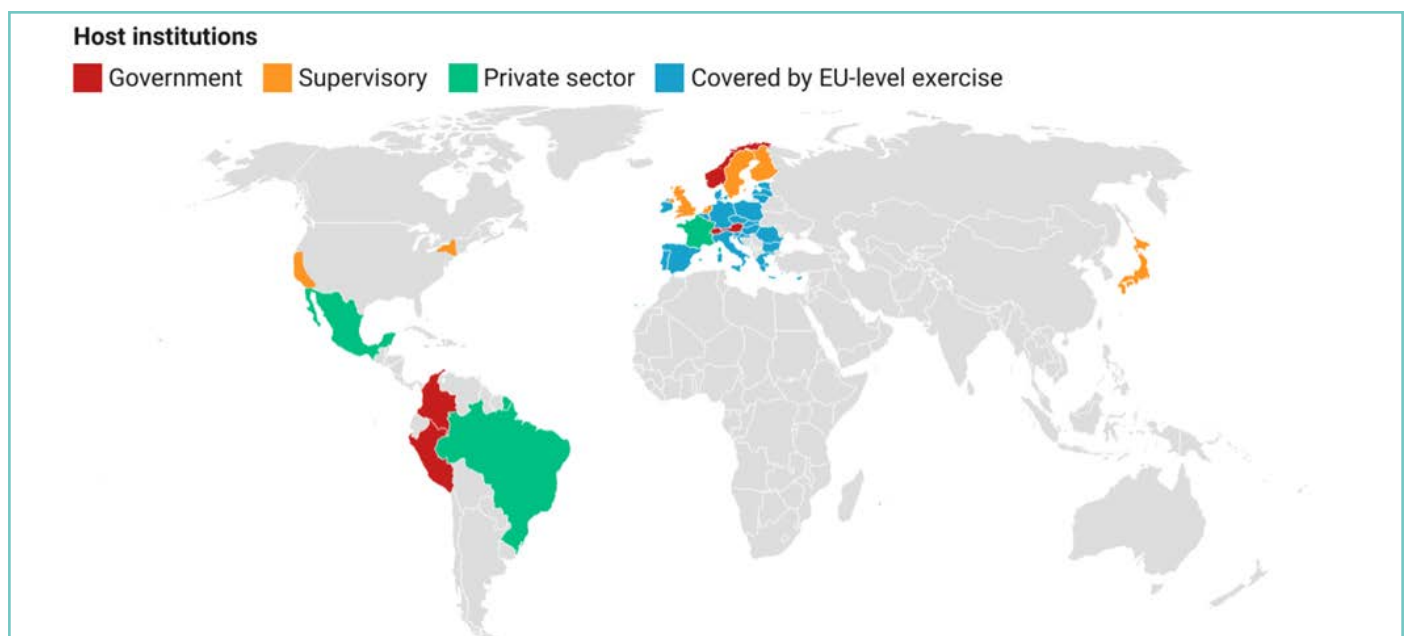 Host institutions
Government Supervisory Private sector Covered by EU-level exercise